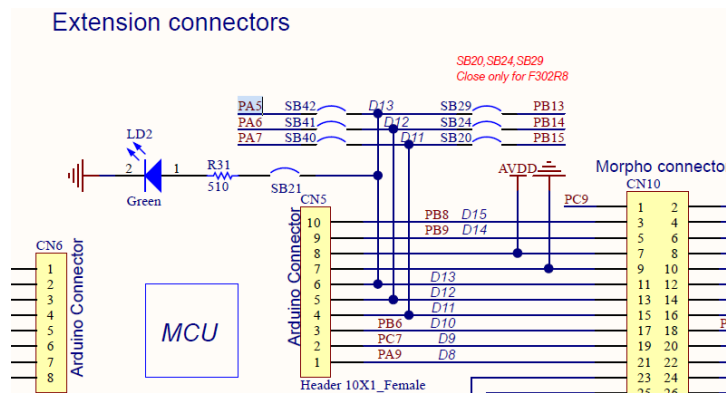 Extension connectors
SB20,SB24,SB29
Close only for F302R8
PA5 SB42 D13 SB29 PB13
PA6 SB41 D12 SB24 PB14
PA7 SB40 D11 SB20 PB15
LD2
2 1 R31
510
Green
SB21
AVDD
Morpho connector
CN5
CN10
PC9 1 2
10 PB8 D15 3 4
9 PB9 D14 5 6
8 7 8
7 9 10
6 D13 11 12
5 D12 13 14
4 D11 15 16
3 PB6 D10 17 18
2 PC7 D9 19 20
1 PA9 D8 21 22
23 24
25 26
Arduino Connector
Header 10X1_Female
CN6
1
2
3
4
5
6
7
8
Arduino Connector
MCU